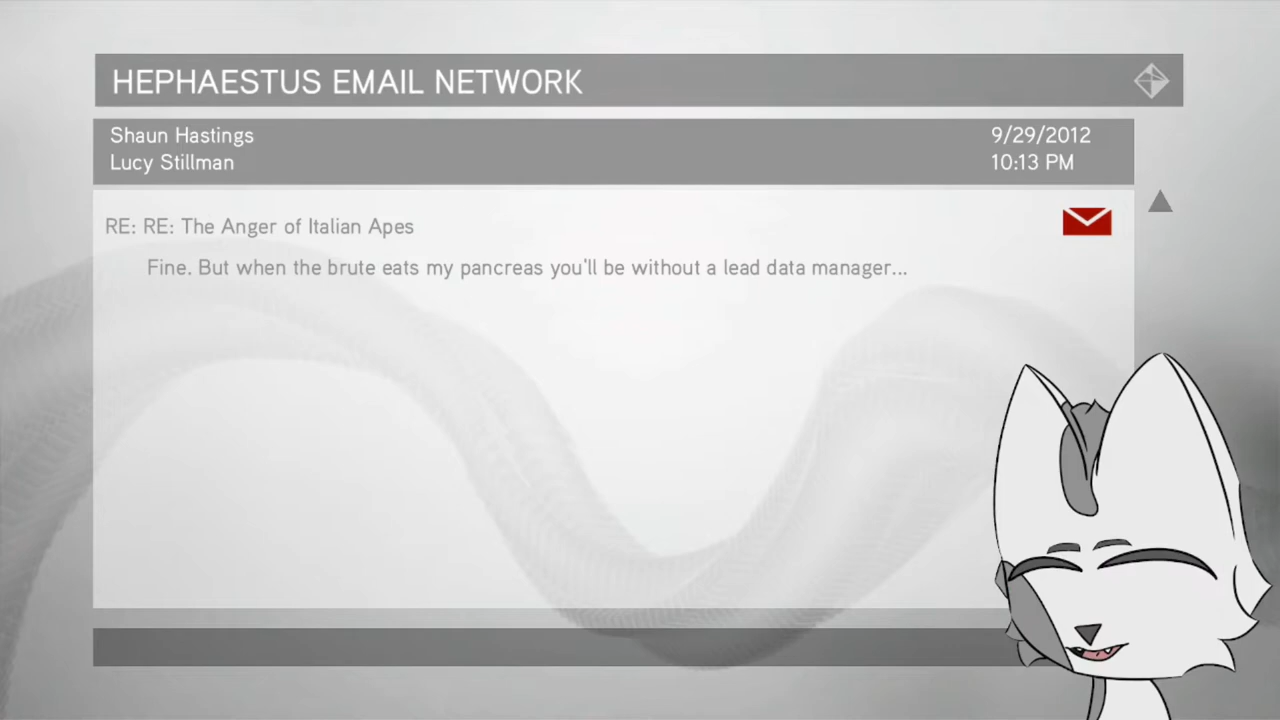 HEPHAESTUS EMAIL NETWORK
Shaun Hastings
9/29/2012
Lucy Stillman
10:13 PM
RE: RE: The Anger of Italian Apes
Fine. But when the brute eats my pancreas you'll be without a lead data manager...